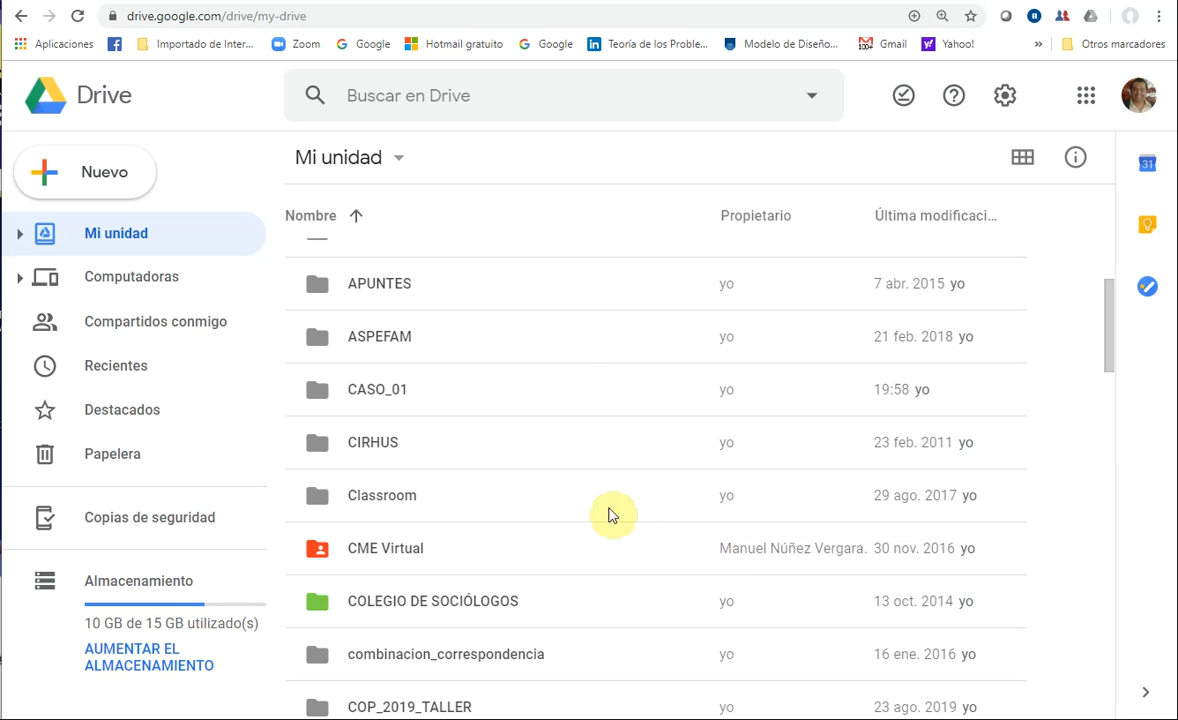 drive.google.com/drive/my-drive
Aplicaciones
Importado de Inter...
Zoom
Google
Hotmail gratuito
Google
Teoría de los Proble...
Modelo de Diseño...
Gmail
Yahoo!
»
Otros marcadores
Drive
Buscar en Drive
Nuevo
Mi unidad
Computadoras
Compartidos conmigo
Recientes
Destacados
Papelera
Copias de seguridad
Almacenamiento
10 GB de 15 GB utilizado(s)
AUMENTAR EL
ALMACENAMIENTO
Mi unidad
Nombre Propietario Última modificaci...
APUNTES yo 7 abr. 2015 yo
ASPEFAM yo 21 feb. 2018 yo
CASO_01 yo 19:58 yo
CIRHUS yo 23 feb. 2011 yo
Classroom yo 29 ago. 2017 yo
CME Virtual Manuel Núñez Vergara. 30 nov. 2016 yo
COLEGIO DE SOCIÓLOGOS yo 13 oct. 2014 yo
combinacion_correspondencia yo 16 ene. 2016 yo
COP_2019_TALLER yo 23 ago. 2019 yo
31